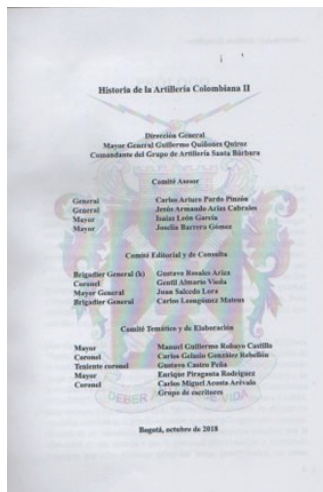 Historia de la Artillería Colombiana II
Dirección General
Mayor General Guillermo Quiñones Quiroz
Comandante del Grupo de Artillería Santa Bárbara
Comité Asesor
General Carlos Arturo Pardo Pinzón
General Jesús Armando Arias Cabrales
Mayor Isaías León García
Mayor Joselín Barrera Gómez
Comité Editorial y de Consulta
Brigadier General (h) Gustavo Rosales Ariza
Coronel Gentil Almario Vieda
Mayor General Juan Salcedo Lora
Brigadier General Carlos Leongómez Mateus
Comité Temático y de Elaboración
Mayor Manuel Guillermo Robayo Castillo
Coronel Carlos Gelasio González Rebellón
Teniente coronel Gustavo Castro Peña
Mayor Enrique Piraganta Rodríguez
Coronel Carlos Miguel Acosta Arévalo
Grupo de escritores
DEBER VIDA
Bogotá, octubre de 2018